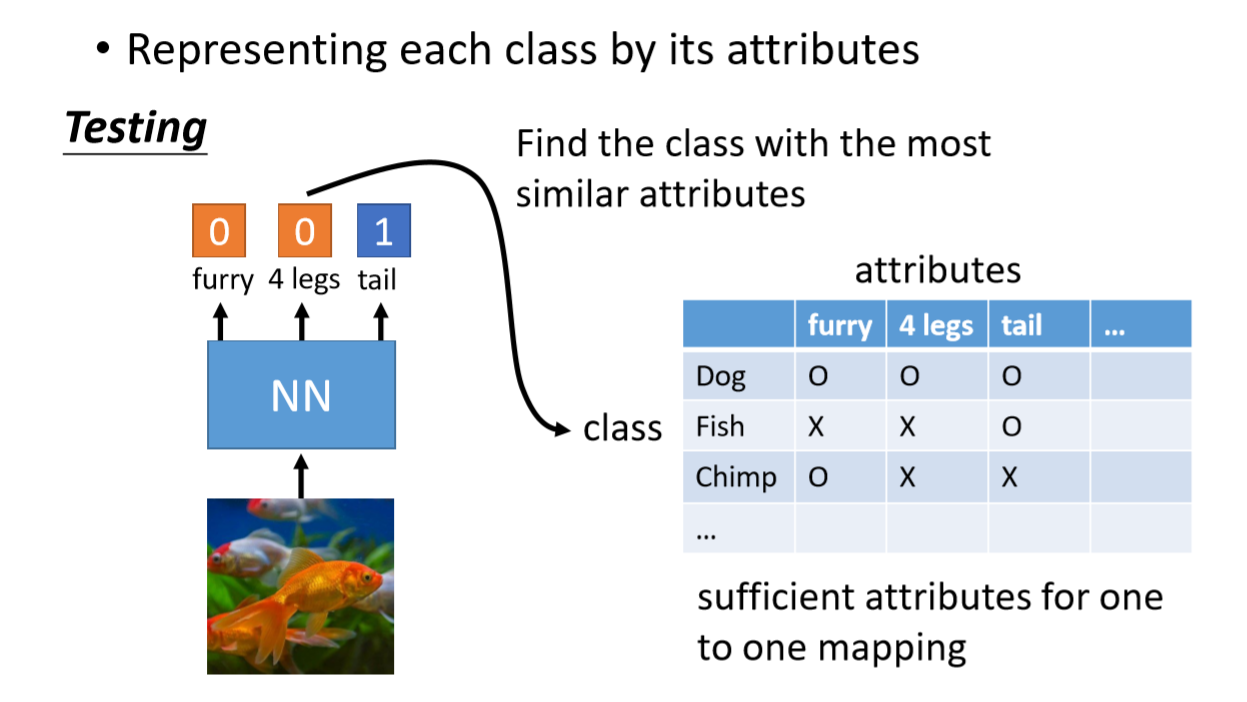 • Representing each class by its attributes
Testing
Find the class with the most
similar attributes
0 0 1
furry 4 legs tail
NN
class
attributes
furry 4 legs tail ...
Dog O O O
Fish X X O
Chimp O X X
...
sufficient attributes for one
to one mapping